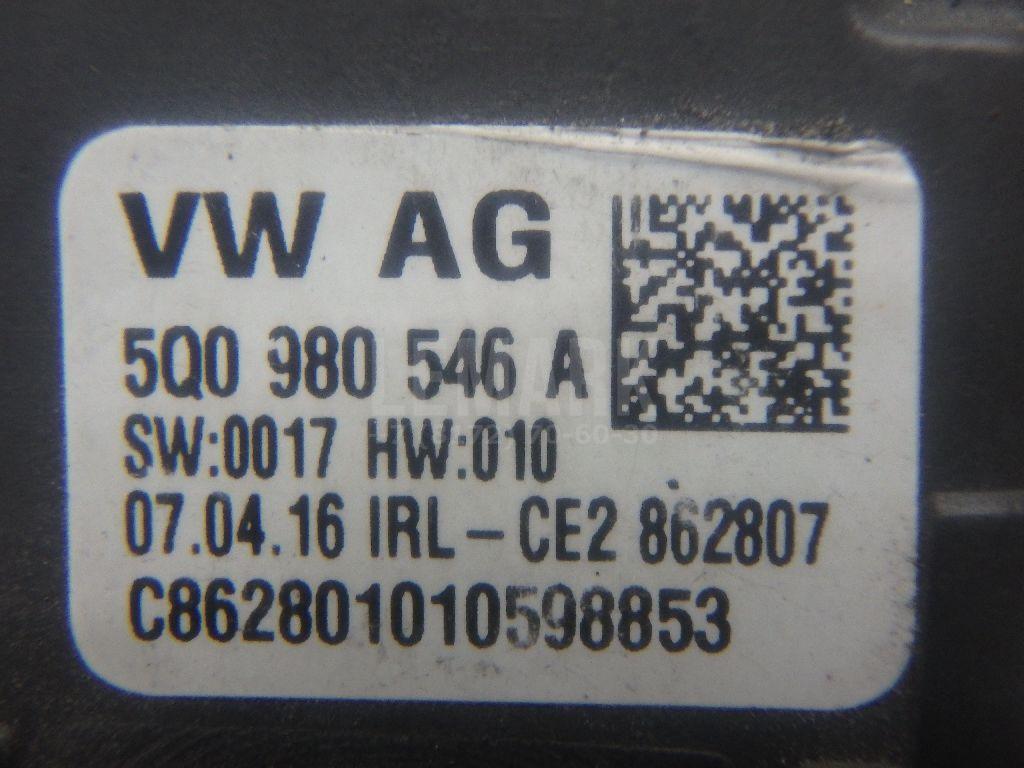 VW AG
5Q0 980 546 A
SW:0017 HW:010
07.04.16 IRL-CE2 862807
C862801010598853